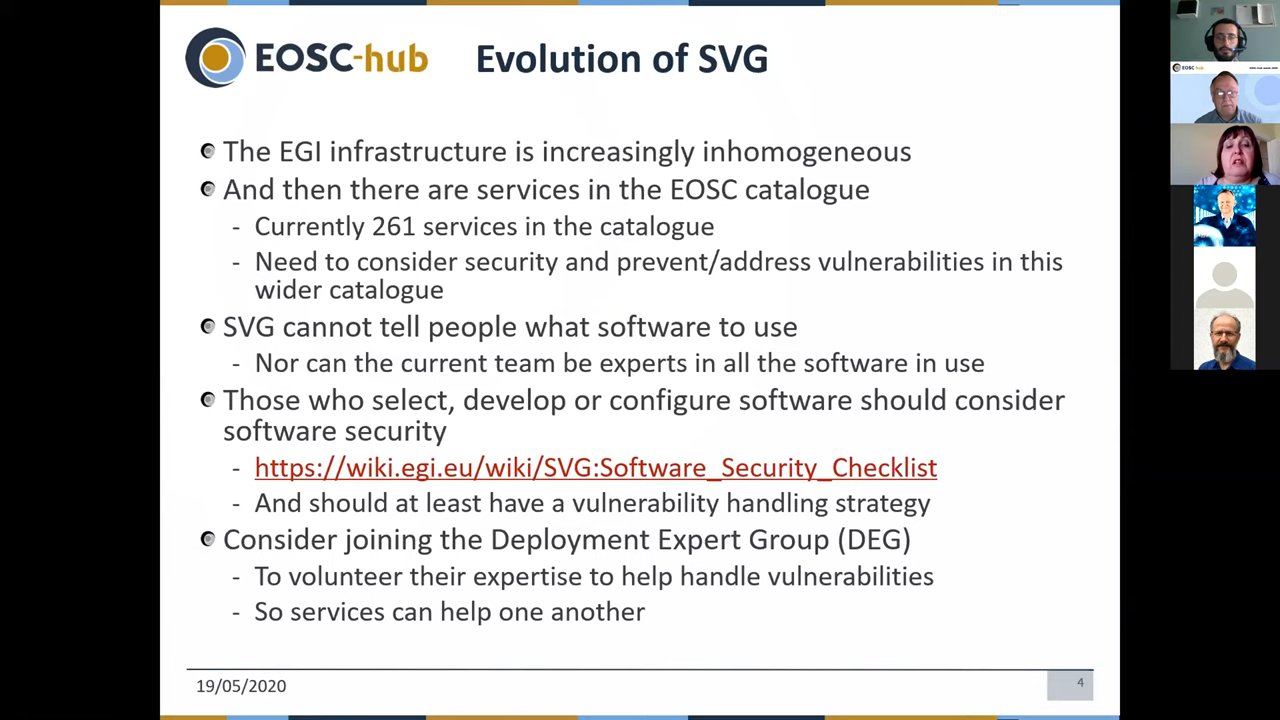 EOSC-hub
Evolution of SVG
The EGI infrastructure is increasingly inhomogeneous
And then there are services in the EOSC catalogue
- Currently 261 services in the catalogue
- Need to consider security and prevent/address vulnerabilities in this
wider catalogue
SVG cannot tell people what software to use
- Nor can the current team be experts in all the software in use
Those who select, develop or configure software should consider
software security
- https://wiki.egi.eu/wiki/SVG:Software_Security_Checklist
- And should at least have a vulnerability handling strategy
Consider joining the Deployment Expert Group (DEG)
- To volunteer their expertise to help handle vulnerabilities
- So services can help one another
19/05/2020
4
EOSC-hub